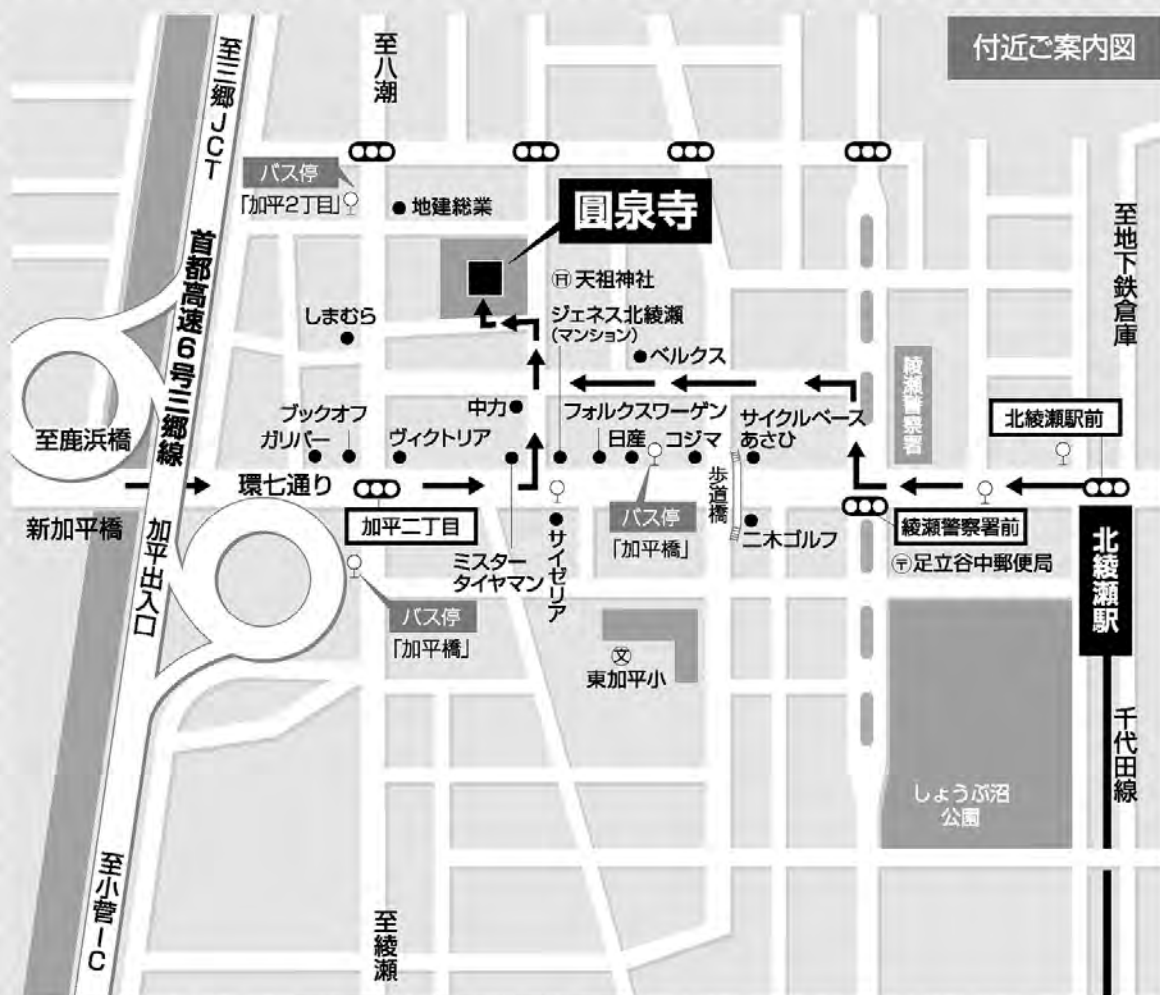 付近ご案内図
至三郷JCT
至八潮
バス停
「加平2丁目」
地建総業
圓泉寺
天祖神社
至地下鉄倉庫
首都高速6号三郷線
しまむら
ジェネス北綾瀬
(マンション)
ベルクス
綾瀬警察署
北綾瀬駅前
至鹿浜橋
ブックオフ
ガリバー
ヴィクトリア
中力
フォルクスワーゲン
日産
コジマ
サイクルベース
あさひ
歩道橋
環七通り
新加平橋
加平出入口
加平二丁目
ミスター
タイヤマン
サイゼリア
バス停
「加平橋」
二木ゴルフ
綾瀬警察署前
〒足立谷中郵便局
北綾瀬駅
バス停
「加平橋」
文
東加平小
千代田線
しょうぶ沼
公園
至小菅IC
至綾瀬